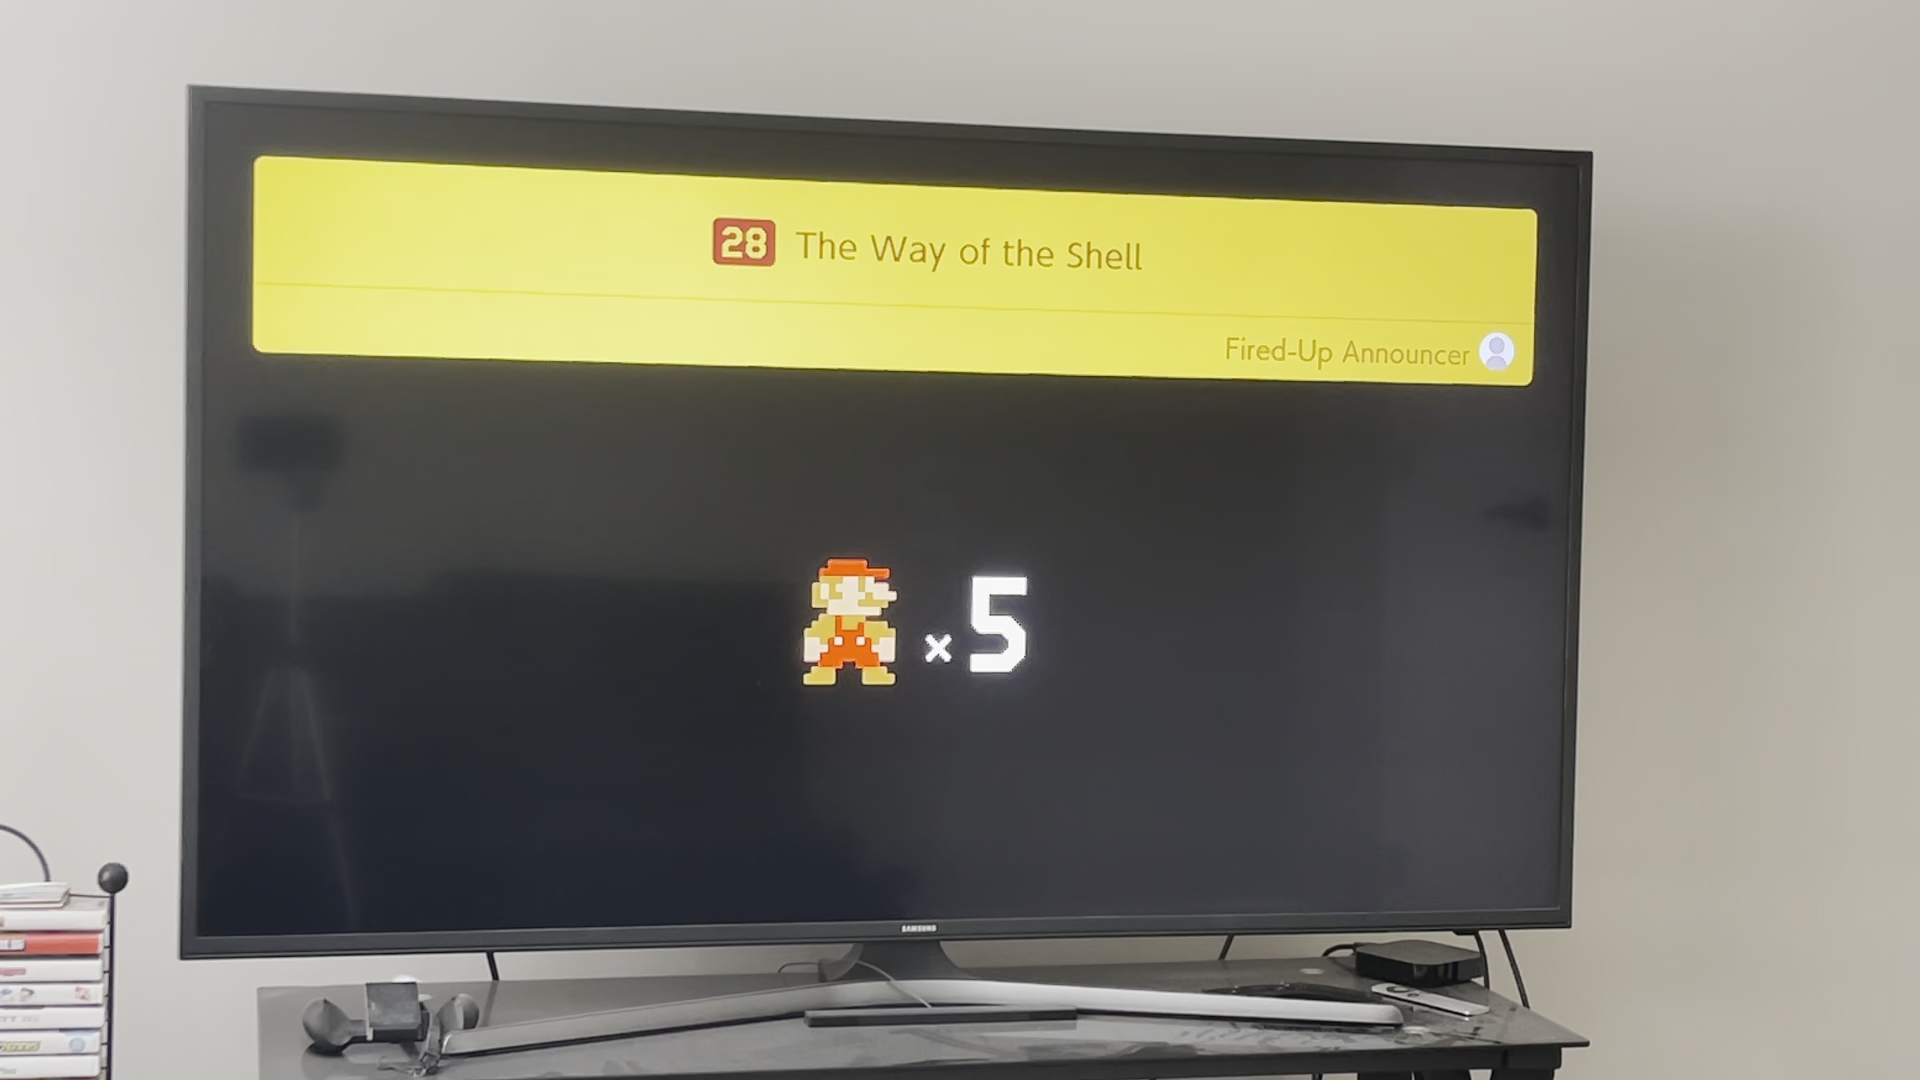 28 The Way of the Shell
Fired-Up Announcer
×5
SAMSUNG